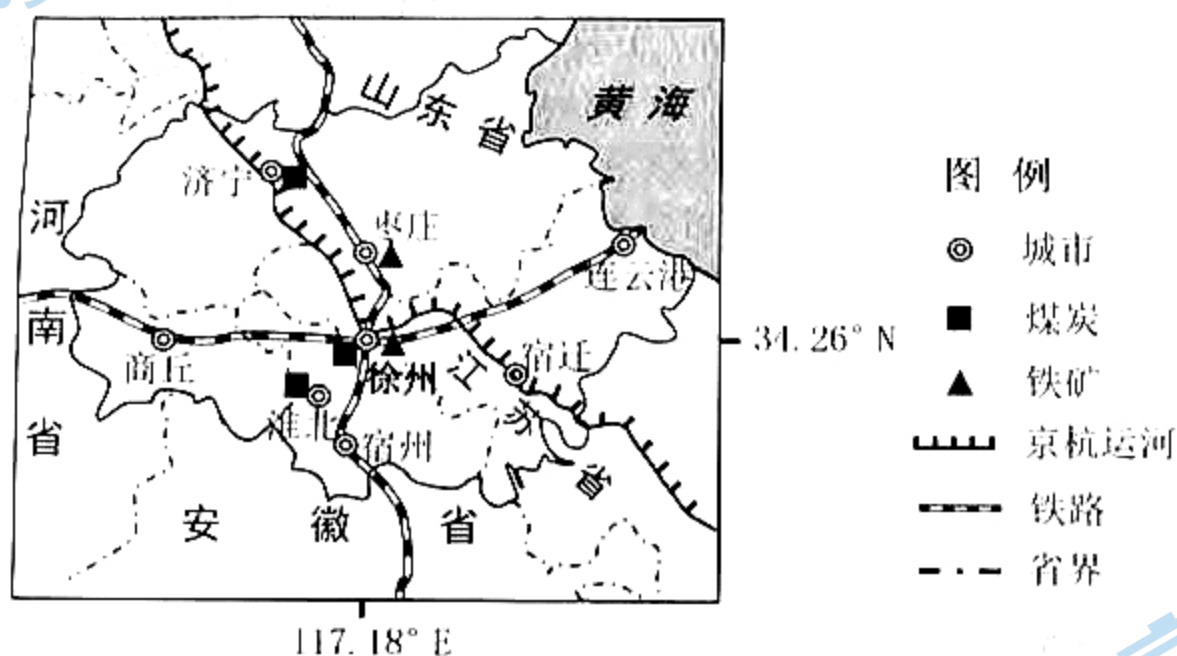 山东省
黄海
济宁
枣庄
河南省
连云港
34.26°N
商丘
徐州
宿迁
江苏省
淮北
宿州
安徽省
117.18°E
图例
城市
煤炭
铁矿
京杭运河
铁路
省界